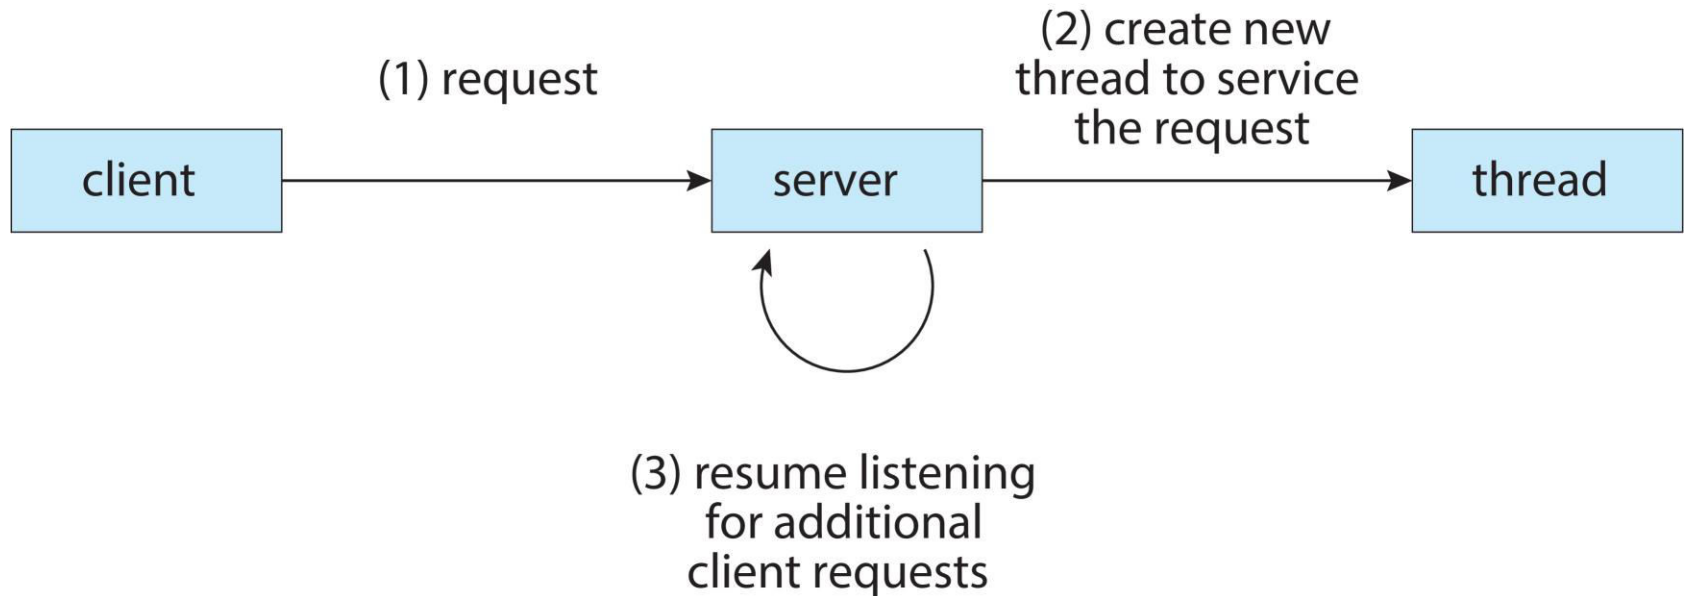 (1) request
(2) create new
thread to service
the request
client
server
thread
(3) resume listening
for additional
client requests